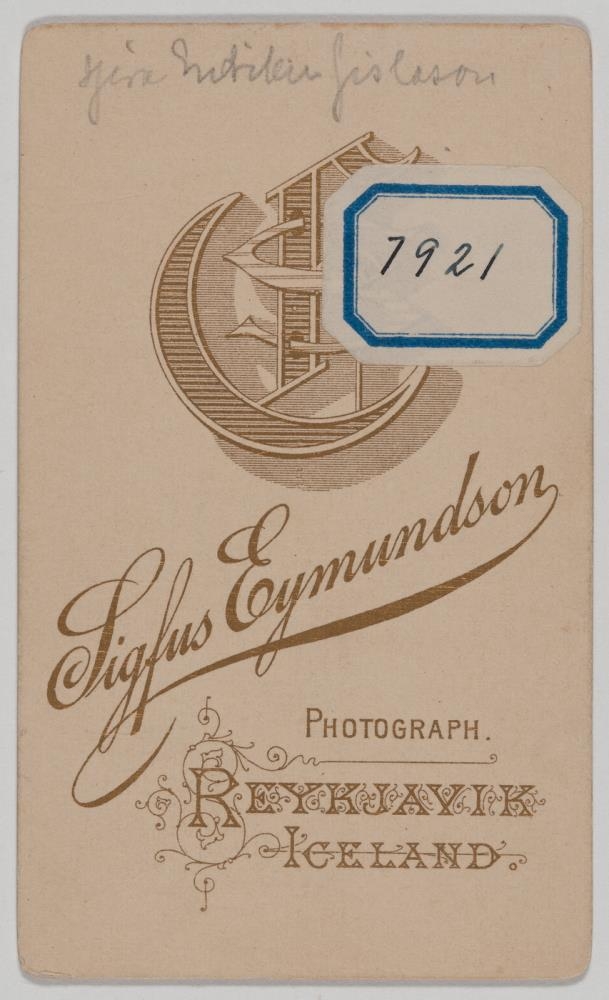 Gislason
7921
Sigfus Eymundson
PHOTOGRAPH.
REYKJAVIK
ICELAND.